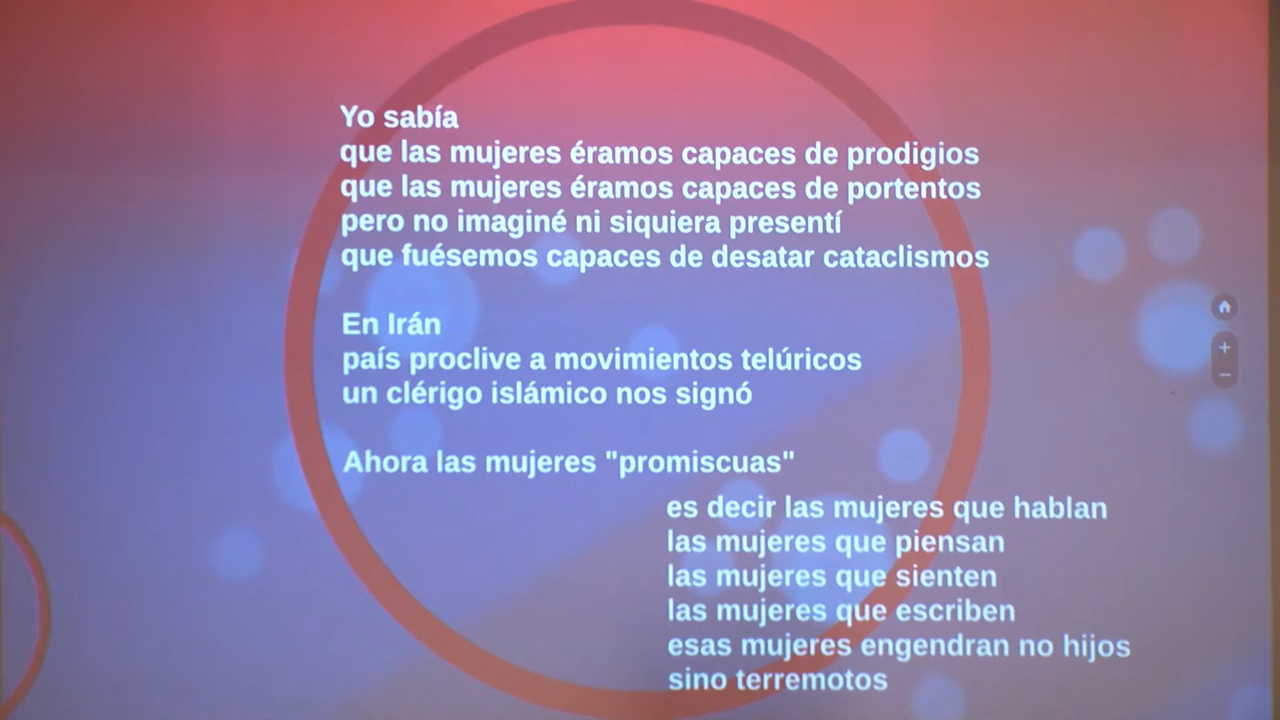 Yo sabía
que las mujeres éramos capaces de prodigios
que las mujeres éramos capaces de portentos
pero no imaginé ni siquiera presentí
que fuésemos capaces de desatar cataclismos
En Irán
país proclive a movimientos telúricos
un clérigo islámico nos signó
Ahora las mujeres "promiscuas"
es decir las mujeres que hablan
las mujeres que piensan
las mujeres que sienten
las mujeres que escriben
esas mujeres engendran no hijos
sino terremotos